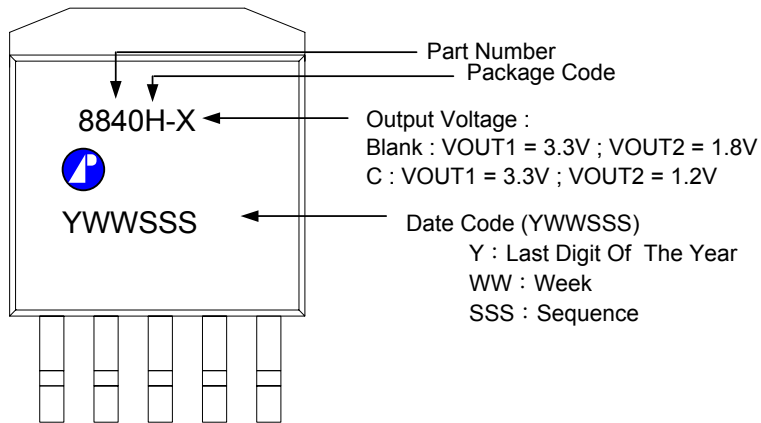 Part Number
Package Code
8840H-X
Output Voltage :
Blank : VOUT1 = 3.3V ; VOUT2 = 1.8V
C : VOUT1 = 3.3V ; VOUT2 = 1.2V
YWWSSS
Date Code (YWWSSS)
Y：Last Digit Of The Year
WW：Week
SSS：Sequence